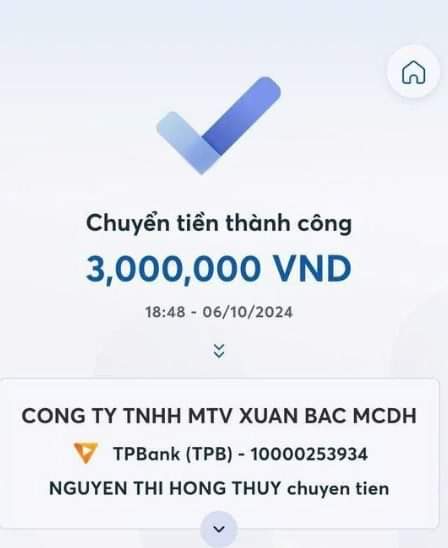 Chuyển tiền thành công
3,000,000 VND
18:48 - 06/10/2024
CONG TY TNHH MTV XUAN BAC MCDH
TPBank (TPB) - 10000253934
NGUYEN THI HONG THUY chuyen tien